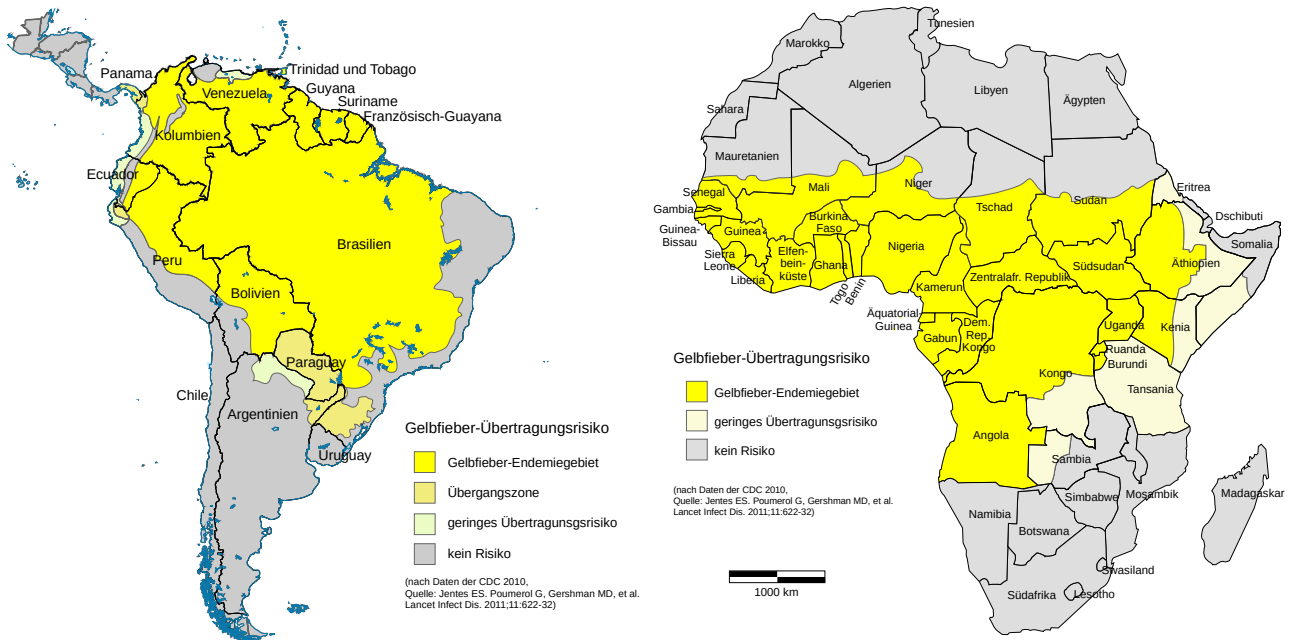 Panama
Trinidad und Tobago
Venezuela
Guyana
Suriname
Französisch-Guayana
Kolumbien
Ecuador
Brasilien
Peru
Bolivien
Paraguay
Chile
Argentinien
Uruguay
Gelbfieber-Übertragungsrisiko
Gelbfieber-Endemiegebiet
Übergangszone
geringes Übertragungsgsrisiko
kein Risiko
(nach Daten der CDC 2010,
Quelle: Jentes ES. Poumerol G, Gershman MD, et al.
Lancet Infect Dis. 2011;11:622-32)
Tunesien
Marokko
Algerien
Libyen
Ägypten
Sahara
Mauretanien
Mali
Niger
Senegal
Tschad
Sudan
Eritrea
Gambia
Burkina
Faso
Dschibuti
Guinea-
Bissau
Guinea
Nigeria
Somalia
Sierra
Leone
Elfen-
bein-
küste
Ghana
Südsudan
Äthiopien
Liberia
Togo
Benin
Kamerun
Zentralafr. Republik
Äquatorial-
Guinea
Gabun
Dem.
Rep.
Kongo
Uganda
Kenia
Ruanda
Burundi
Kongo
Tansania
Angola
Sambia
Simbabwe
Mosambik
Madagaskar
Namibia
Botswana
Swasiland
Südafrika
Lesotho
Gelbfieber-Übertragungsrisiko
Gelbfieber-Endemiegebiet
geringes Übertragungsgsrisiko
kein Risiko
(nach Daten der CDC 2010,
Quelle: Jentes ES. Poumerol G, Gershman MD, et al.
Lancet Infect Dis. 2011;11:622-32)
1000 km